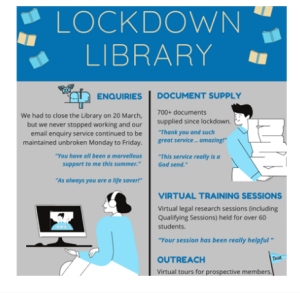 LOCKDOWN
LIBRARY
ENQUIRIES
We had to close the Library on 20 March,
but we never stopped working and our
email enquiry service continued to be
maintained unbroken Monday to Friday.
"You have all been a marvellous
support to me this summer."
"As always you are a life saver!"
DOCUMENT SUPPLY
700+ documents
supplied since lockdown.
"Thank you and such
great service .. amazing!"
"This service really is a
God send."
VIRTUAL TRAINING SESSIONS
Virtual legal research sessions (including
Qualifying Sessions) held for over 60
students.
"Your session has been really helpful "
OUTREACH
Virtual tours for prospective members,